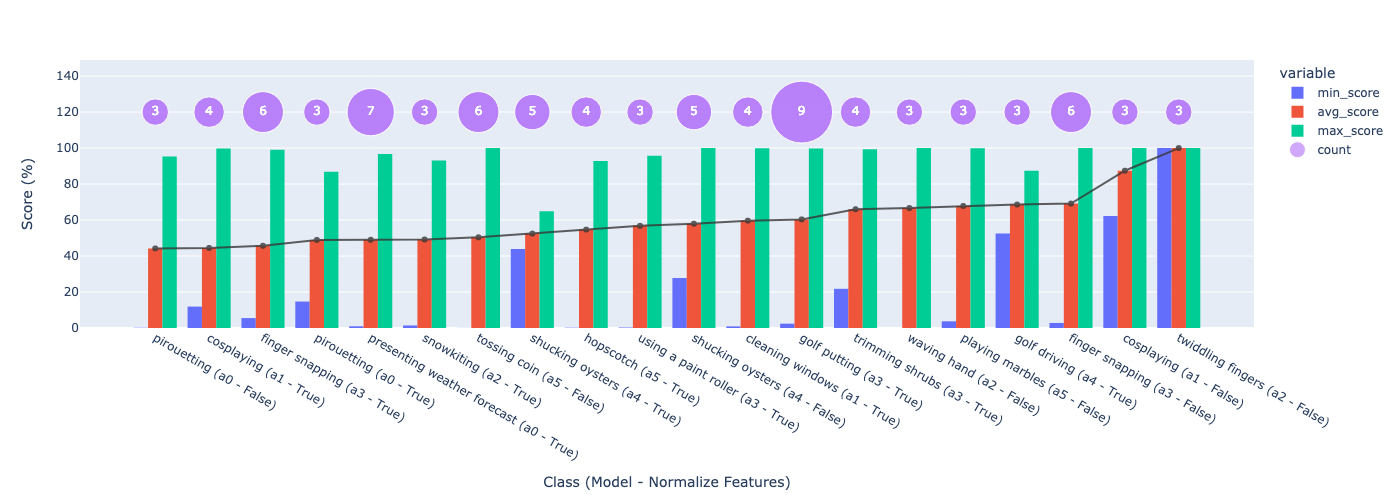 140
120
100
80
60
40
20
0
Score (%)
3
4
6
3
7
3
6
5
4
3
5
4
9
4
3
3
3
6
3
3
variable
min_score
avg_score
max_score
count
pirouetting (a0 - False)
cosplaying (a1 - True)
finger snapping (a3 - True)
pirouetting (a0 - True)
presenting weather forecast (a0 - True)
snowkiting (a2 - True)
tossing coin (a5 - False)
shucking oysters (a4 - True)
hopscotch (a5 - True)
using a paint roller (a3 - True)
shucking oysters (a4 - False)
cleaning windows (a1 - True)
golf putting (a3 - True)
trimming shrubs (a3 - True)
waving hand (a2 - False)
playing marbles (a5 - False)
golf driving (a4 - True)
finger snapping (a3 - False)
cosplaying (a1 - False)
twiddling fingers (a2 - False)
Class (Model - Normalize Features)